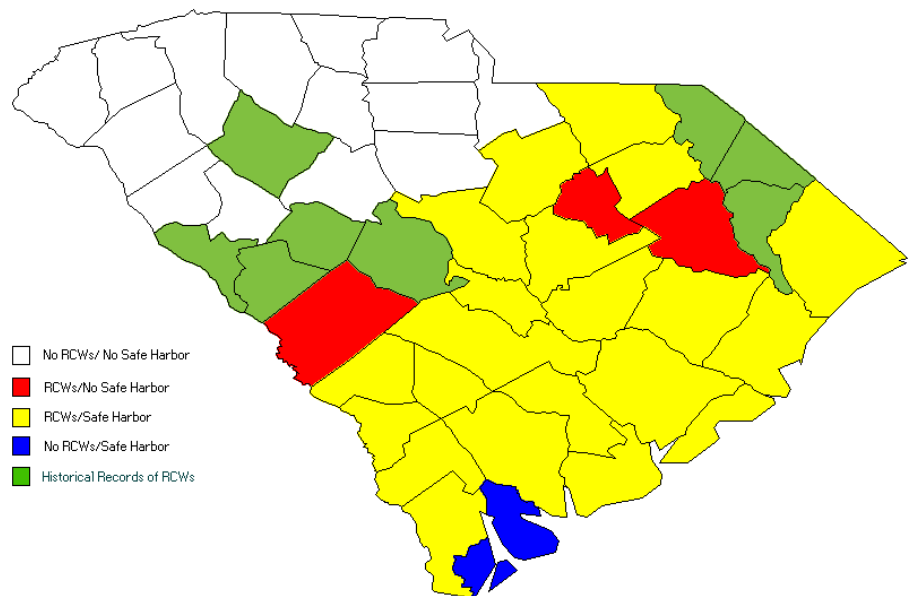 No RCWs/ No Safe Harbor
RCWs/No Safe Harbor
RCWs/Safe Harbor
No RCWs/Safe Harbor
Historical Records of RCWs